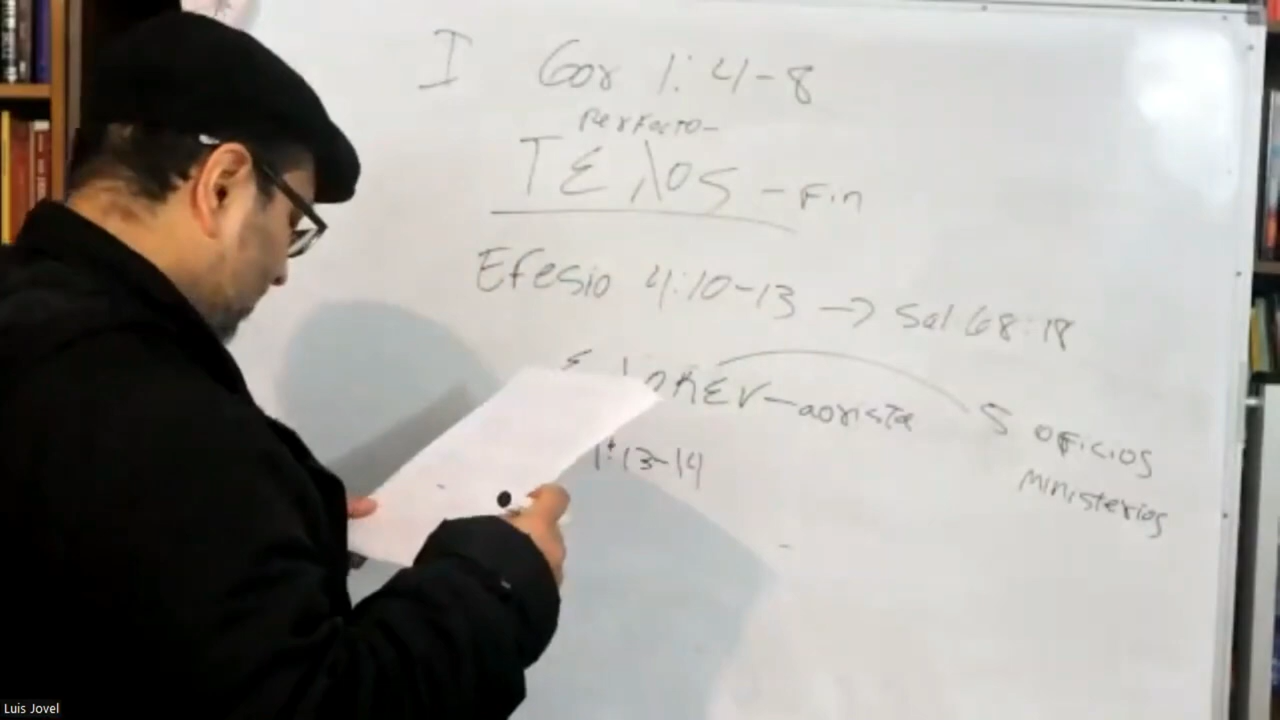 I Cor 1:4-8
Perfecto-
Τελος - Fin
Efesio 4:10-13 → Sal 68:18
-aorista 5 oficios
ministerios
1:13-14
Luis Jovel